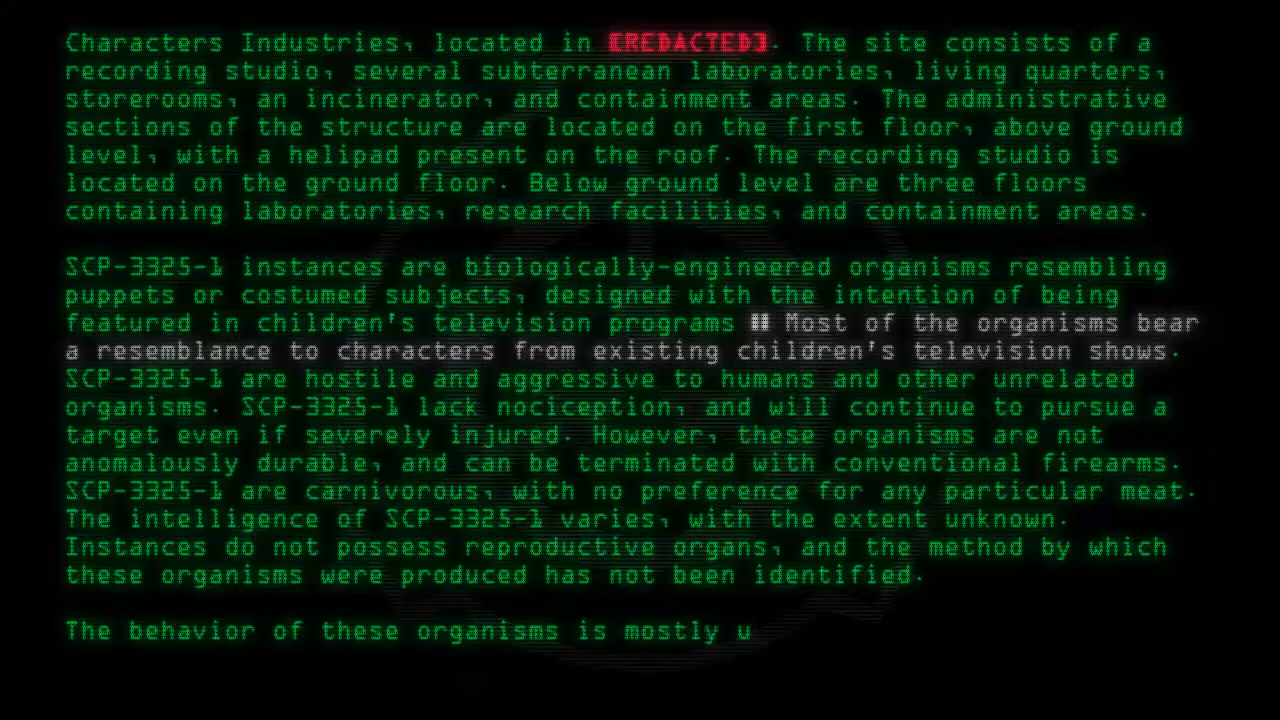 Characters Industries, located in [REDACTED]. The site consists of a
recording studio, several subterranean laboratories, living quarters,
storerooms, an incinerator, and containment areas. The administrative
sections of the structure are located on the first floor, above ground
level, with a helipad present on the roof. The recording studio is
located on the ground floor. Below ground level are three floors
containing laboratories, research facilities, and containment areas.
SCP-3325-1 instances are biologically-engineered organisms resembling
puppets or costumed subjects, designed with the intention of being
featured in children's television programs ⌗ Most of the organisms bear
a resemblance to characters from existing children's television shows.
SCP-3325-1 are hostile and aggressive to humans and other unrelated
organisms. SCP-3325-1 lack nociception, and will continue to pursue a
target even if severely injured. However, these organisms are not
anomalously durable, and can be terminated with conventional firearms.
SCP-3325-1 are carnivorous, with no preference for any particular meat.
The intelligence of SCP-3325-1 varies, with the extent unknown.
Instances do not possess reproductive organs, and the method by which
these organisms were produced has not been identified.
The behavior of these organisms is mostly u